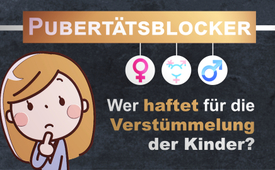 PUBERTÄTSBLOCKER
Wer haftet für die
Verstümmelung
der Kinder?